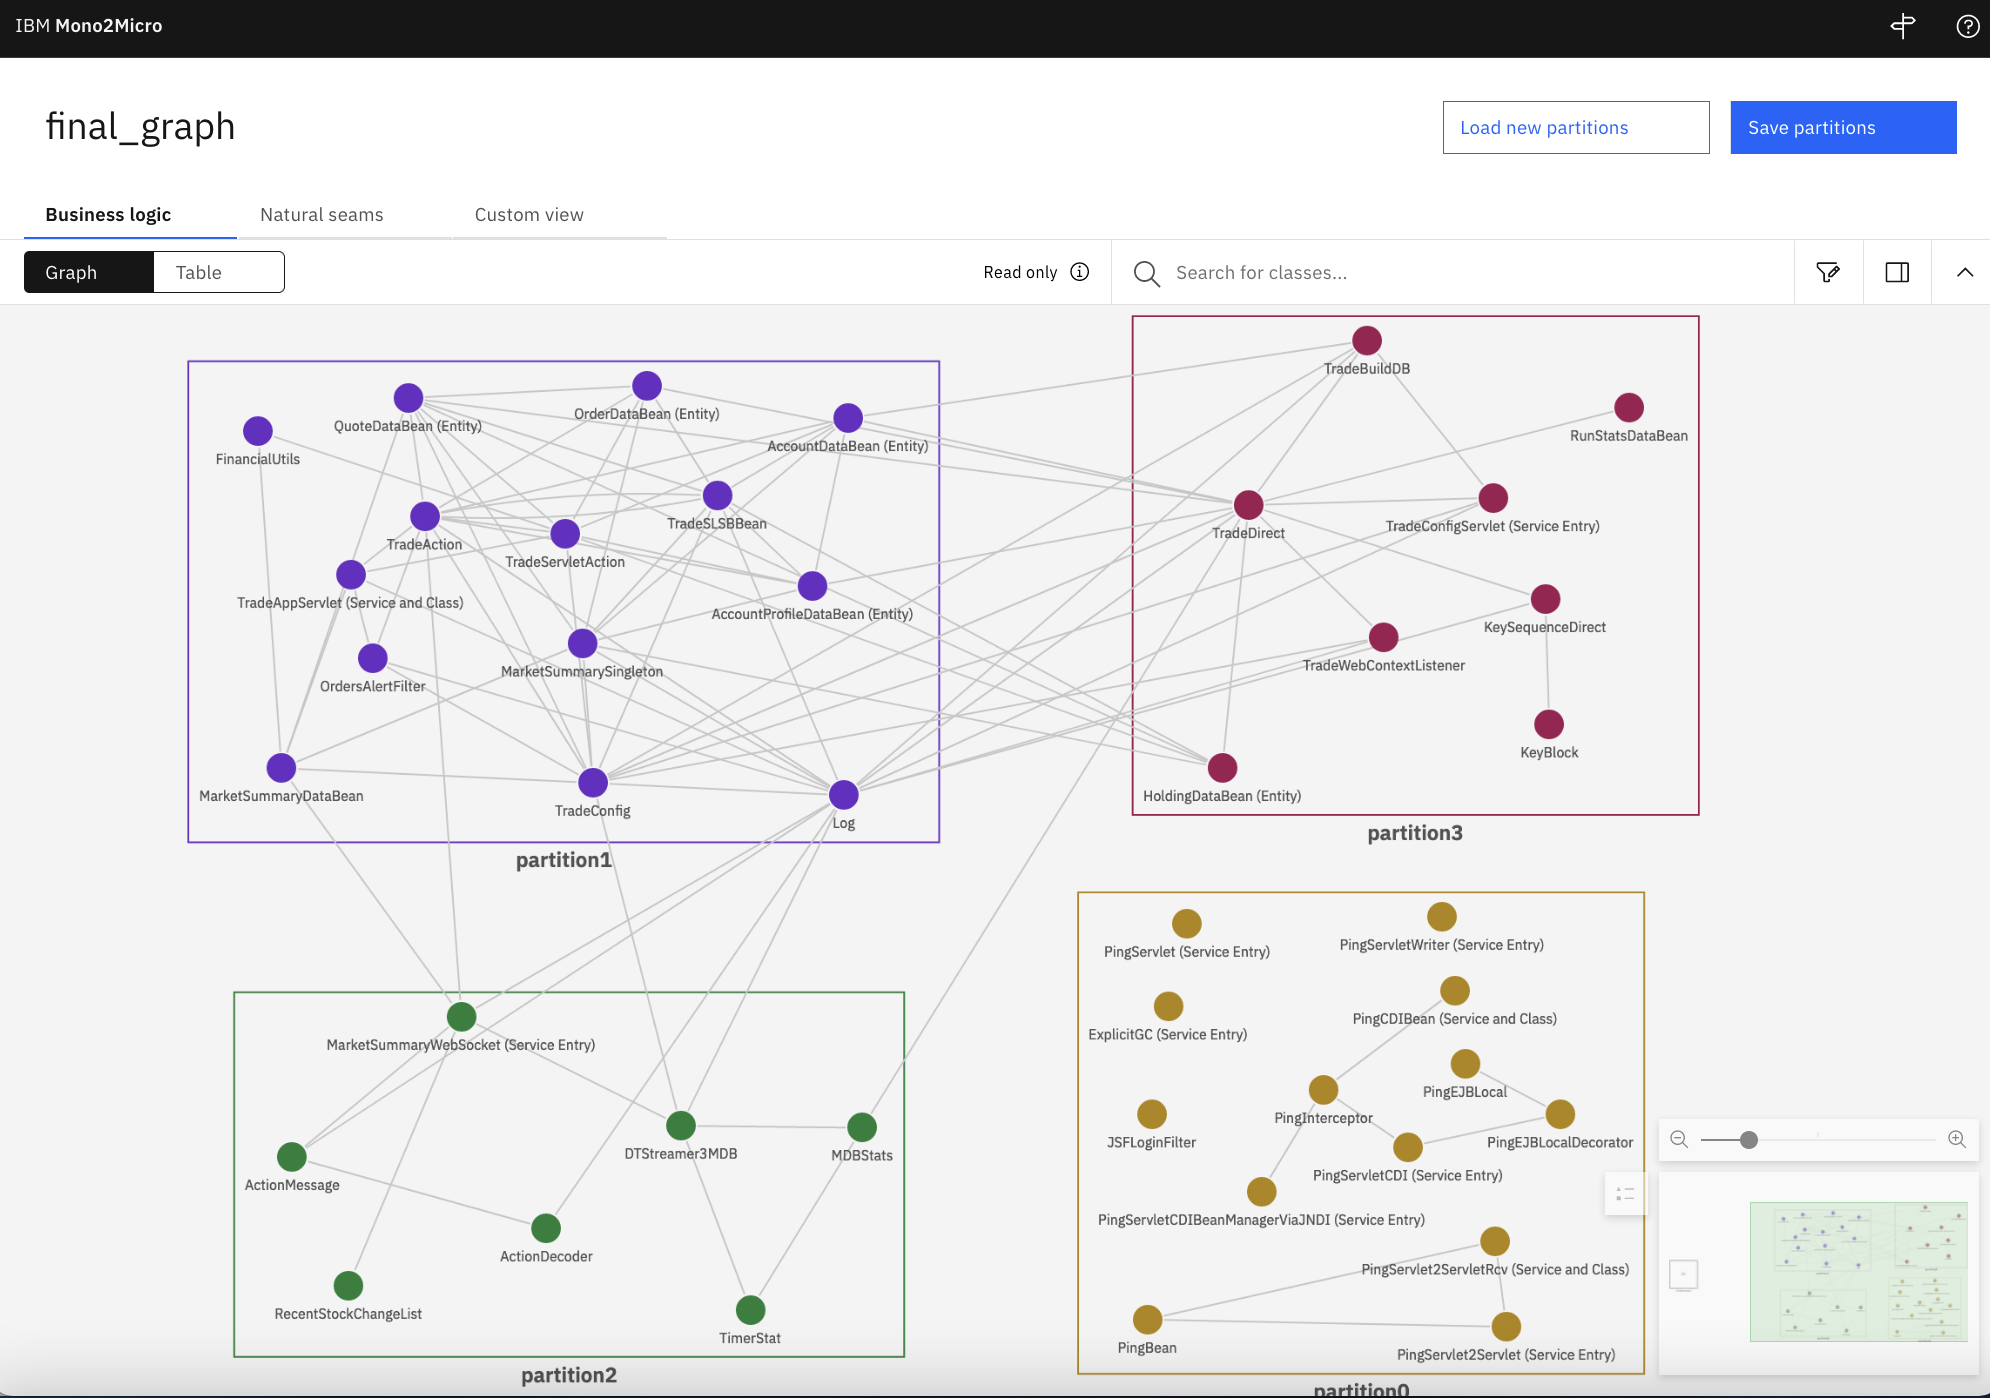 IBM Mono2Micro
final_graph
Load new partitions
Save partitions
Business logic
Natural seams
Custom view
Graph
Table
Read only
Search for classes...
TradeBuildDB
OrderDataBean (Entity)
QuoteDataBean (Entity)
RunStatsDataBean
AccountDataBean (Entity)
FinancialUtils
TradeSLSBBean
TradeConfigServlet (Service Entry)
TradeDirect
TradeAction
TradeServletAction
TradeAppServlet (Service and Class)
AccountProfileDataBean (Entity)
KeySequenceDirect
TradeWebContextListener
MarketSummarySingleton
OrdersAlertFilter
KeyBlock
MarketSummaryDataBean
HoldingDataBean (Entity)
TradeConfig
Log
partition3
partition1
PingServletWriter (Service Entry)
PingServlet (Service Entry)
PingCDIBean (Service and Class)
ExplicitGC (Service Entry)
MarketSummaryWebSocket (Service Entry)
PingEJBLocal
PingInterceptor
JSFLoginFilter
PingEJBLocalDecorator
DTStreamer3MDB
MDBStats
PingServletCDI (Service Entry)
ActionMessage
PingServletCDIBeanManagerViaJNDI (Service Entry)
ActionDecoder
PingServlet2ServletRcv (Service and Class)
RecentStockChangeList
TimerStat
PingBean
PingServlet2Servlet (Service Entry)
partition2
partition0